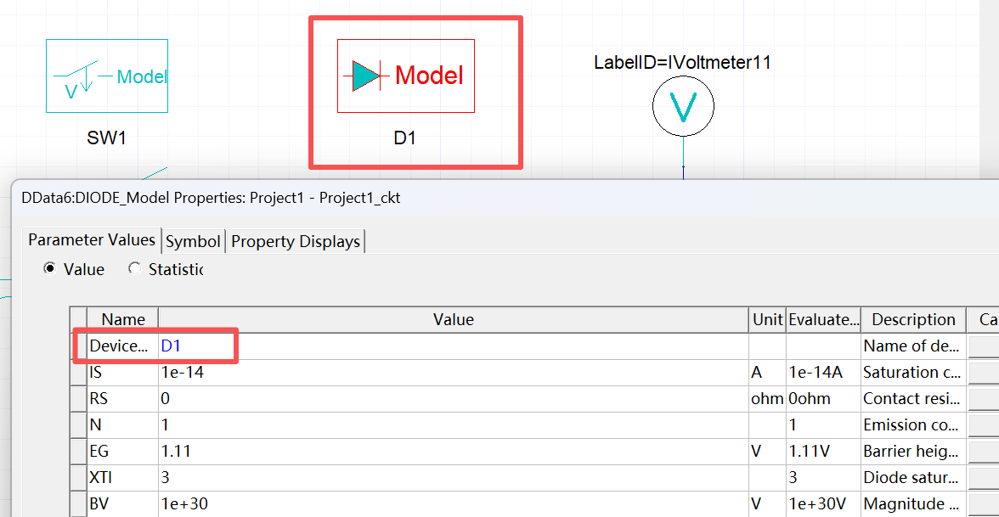 V
Model
SW1
Model
D1
LabelID=IVoltmeter11
V
DData6:DIODE_Model Properties: Project1 - Project1_ckt
Parameter Values Symbol Property Displays
Value Statistic
Name Value Unit Evaluate... Description Ca
Device... D1 Name of de...
IS 1e-14 A 1e-14A Saturation c...
RS 0 ohm 0ohm Contact resi...
N 1 1 Emission co...
EG 1.11 V 1.11V Barrier heig...
XTI 3 3 Diode satur...
BV 1e+30 V 1e+30V Magnitude ...